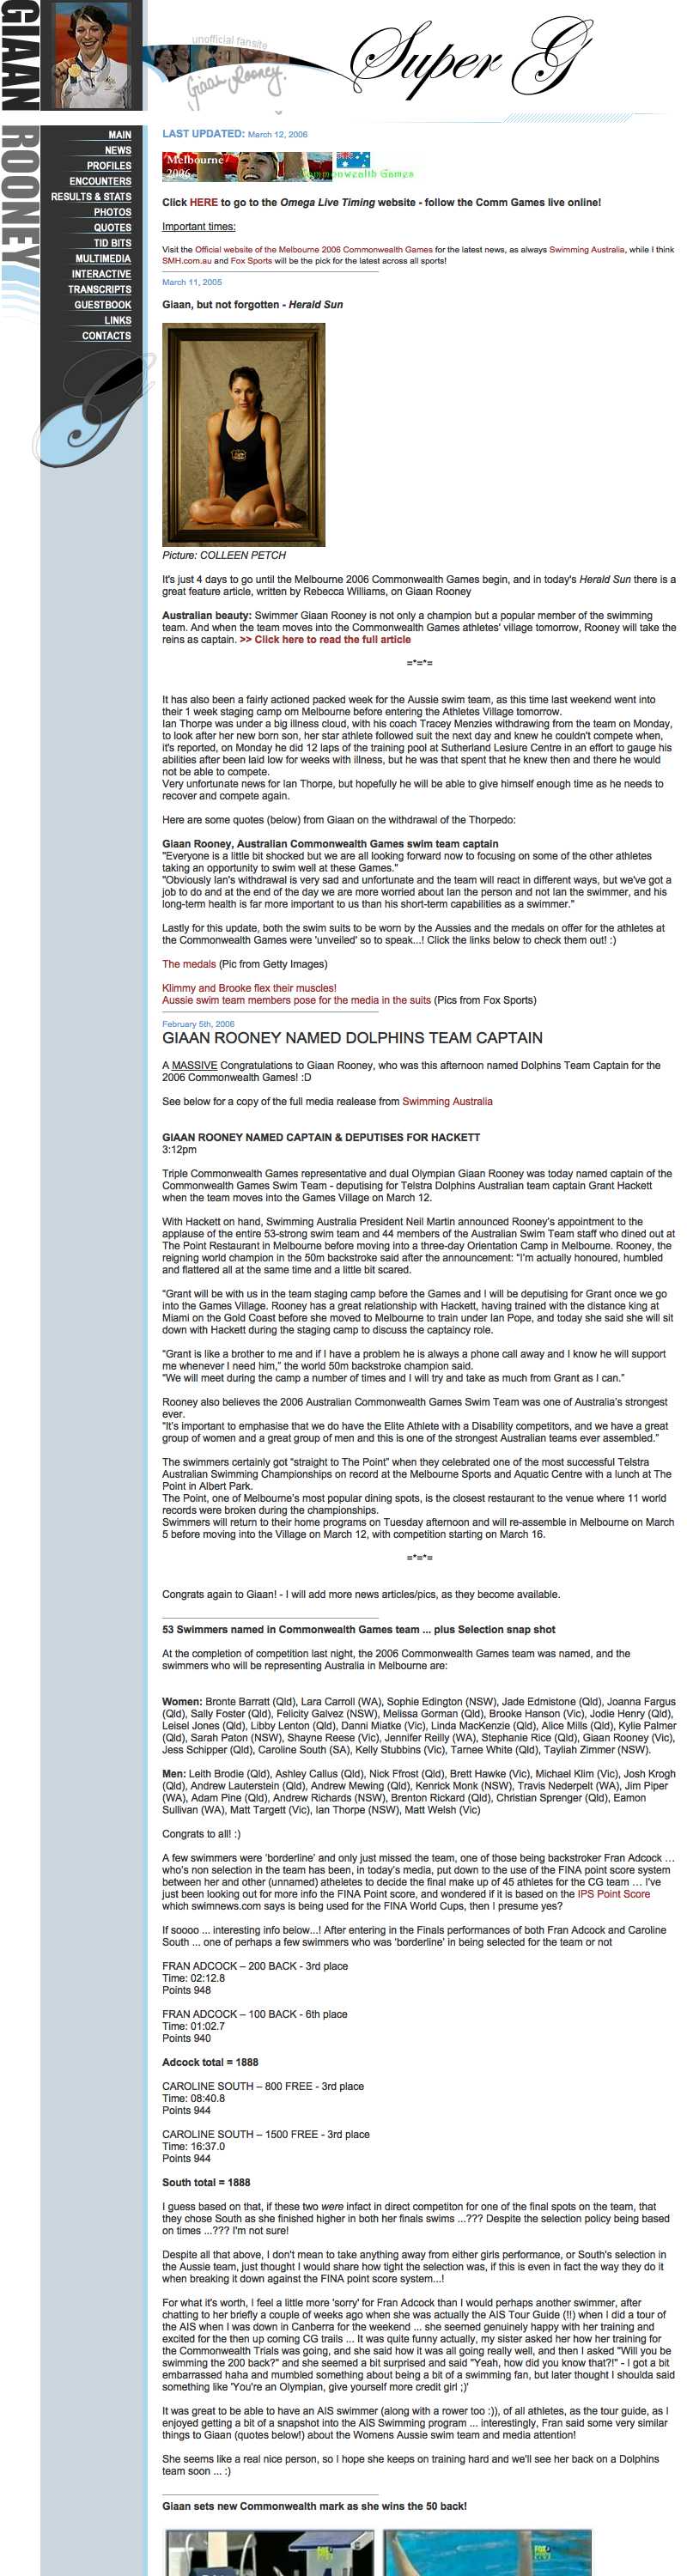 GIAAN ROONEY
unofficial fansite
Giaan Rooney.
Super G
MAIN
NEWS
PROFILES
ENCOUNTERS
RESULTS & STATS
PHOTOS
QUOTES
TID BITS
MULTIMEDIA
INTERACTIVE
TRANSCRIPTS
GUESTBOOK
LINKS
CONTACTS
LAST UPDATED: March 12, 2006
Melbourne
2006
Commonwealth Games
Click HERE to go to the Omega Live Timing website - follow the Comm Games live online!
Important times:
Visit the Official website of the Melbourne 2006 Commonwealth Games for the latest news, as always Swimming Australia, while I think
SMH.com.au and Fox Sports will be the pick for the latest across all sports!
March 11, 2005
Giaan, but not forgotten - Herald Sun
Picture: COLLEEN PETCH
It's just 4 days to go until the Melbourne 2006 Commonwealth Games begin, and in today's Herald Sun there is a
great feature article, written by Rebecca Williams, on Giaan Rooney
Australian beauty: Swimmer Giaan Rooney is not only a champion but a popular member of the swimming
team. And when the team moves into the Commonwealth Games athletes' village tomorrow, Rooney will take the
reins as captain. >> Click here to read the full article
=*=*=
It has also been a fairly actioned packed week for the Aussie swim team, as this time last weekend went into
their 1 week staging camp om Melbourne before entering the Athletes Village tomorrow.
Ian Thorpe was under a big illness cloud, with his coach Tracey Menzies withdrawing from the team on Monday,
to look after her new born son, her star athlete followed suit the next day and knew he couldn't compete when,
it's reported, on Monday he did 12 laps of the training pool at Sutherland Lesiure Centre in an effort to gauge his
abilities after been laid low for weeks with illness, but he was that spent that he knew then and there he would
not be able to compete.
Very unfortunate news for Ian Thorpe, but hopefully he will be able to give himself enough time as he needs to
recover and compete again.
Here are some quotes (below) from Giaan on the withdrawal of the Thorpedo:
Giaan Rooney, Australian Commonwealth Games swim team captain
"Everyone is a little bit shocked but we are all looking forward now to focusing on some of the other athletes
taking an opportunity to swim well at these Games."
"Obviously Ian's withdrawal is very sad and unfortunate and the team will react in different ways, but we've got a
job to do and at the end of the day we are more worried about Ian the person and not Ian the swimmer, and his
long-term health is far more important to us than his short-term capabilities as a swimmer."
Lastly for this update, both the swim suits to be worn by the Aussies and the medals on offer for the athletes at
the Commonwealth Games were 'unveiled' so to speak...! Click the links below to check them out! :)
The medals (Pic from Getty Images)
Klimmy and Brooke flex their muscles!
Aussie swim team members pose for the media in the suits (Pics from Fox Sports)
February 5th, 2006
GIAAN ROONEY NAMED DOLPHINS TEAM CAPTAIN
A MASSIVE Congratulations to Giaan Rooney, who was this afternoon named Dolphins Team Captain for the
2006 Commonwealth Games! :D
See below for a copy of the full media realease from Swimming Australia
GIAAN ROONEY NAMED CAPTAIN & DEPUTISES FOR HACKETT
3:12pm
Triple Commonwealth Games representative and dual Olympian Giaan Rooney was today named captain of the
Commonwealth Games Swim Team - deputising for Telstra Dolphins Australian team captain Grant Hackett
when the team moves into the Games Village on March 12.
With Hackett on hand, Swimming Australia President Neil Martin announced Rooney's appointment to the
applause of the entire 53-strong swim team and 44 members of the Australian Swim Team staff who dined out at
The Point Restaurant in Melbourne before moving into a three-day Orientation Camp in Melbourne. Rooney, the
reigning world champion in the 50m backstroke said after the announcement: "I'm actually honoured, humbled
and flattered all at the same time and a little bit scared.
"Grant will be with us in the team staging camp before the Games and I will be deputising for Grant once we go
into the Games Village. Rooney has a great relationship with Hackett, having trained with the distance king at
Miami on the Gold Coast before she moved to Melbourne to train under Ian Pope, and today she said she will sit
down with Hackett during the staging camp to discuss the captaincy role.
"Grant is like a brother to me and if I have a problem he is always a phone call away and I know he will support
me whenever I need him," the world 50m backstroke champion said.
"We will meet during the camp a number of times and I will try and take as much from Grant as I can."
Rooney also believes the 2006 Australian Commonwealth Games Swim Team was one of Australia's strongest
ever.
"It's important to emphasise that we do have the Elite Athlete with a Disability competitors, and we have a great
group of women and a great group of men and this is one of the strongest Australian teams ever assembled."
The swimmers certainly got "straight to The Point" when they celebrated one of the most successful Telstra
Australian Swimming Championships on record at the Melbourne Sports and Aquatic Centre with a lunch at The
Point in Albert Park.
The Point, one of Melbourne's most popular dining spots, is the closest restaurant to the venue where 11 world
records were broken during the championships.
Swimmers will return to their home programs on Tuesday afternoon and will re-assemble in Melbourne on March
5 before moving into the Village on March 12, with competition starting on March 16.
=*=*=
Congrats again to Giaan! - I will add more news articles/pics, as they become available.
53 Swimmers named in Commonwealth Games team ... plus Selection snap shot
At the completion of competition last night, the 2006 Commonwealth Games team was named, and the
swimmers who will be representing Australia in Melbourne are:
Women: Bronte Barratt (Qld), Lara Carroll (WA), Sophie Edington (NSW), Jade Edmistone (Qld), Joanna Fargus
(Qld), Sally Foster (Qld), Felicity Galvez (NSW), Melissa Gorman (Qld), Brooke Hanson (Vic), Jodie Henry (Qld),
Leisel Jones (Qld), Libby Lenton (Qld), Danni Miatke (Vic), Linda MacKenzie (Qld), Alice Mills (Qld), Kylie Palmer
(Qld), Sarah Paton (NSW), Shayne Reese (Vic), Jennifer Reilly (WA), Stephanie Rice (Qld), Giaan Rooney (Vic),
Jess Schipper (Qld), Caroline South (SA), Kelly Stubbins (Vic), Tarnee White (Qld), Tayliah Zimmer (NSW).
Men: Leith Brodie (Qld), Ashley Callus (Qld), Nick Ffrost (Qld), Brett Hawke (Vic), Michael Klim (Vic), Josh Krogh
(Qld), Andrew Lauterstein (Qld), Andrew Mewing (Qld), Kenrick Monk (NSW), Travis Nederpelt (WA), Jim Piper
(WA), Adam Pine (Qld), Andrew Richards (NSW), Brenton Rickard (Qld), Christian Sprenger (Qld), Eamon
Sullivan (WA), Matt Targett (Vic), Ian Thorpe (NSW), Matt Welsh (Vic)
Congrats to all! :)
A few swimmers were 'borderline' and only just missed the team, one of those being backstroker Fran Adcock ...
who's non selection in the team has been, in today's media, put down to the use of the FINA point score system
between her and other (unnamed) atheletes to decide the final make up of 45 athletes for the CG team ... I've
just been looking out for more info the FINA Point score, and wondered if it is based on the IPS Point Score
which swimnews.com says is being used for the FINA World Cups, then I presume yes?
If soooo ... interesting info below...! After entering in the Finals performances of both Fran Adcock and Caroline
South ... one of perhaps a few swimmers who was 'borderline' in being selected for the team or not
FRAN ADCOCK – 200 BACK - 3rd place
Time: 02:12.8
Points 948
FRAN ADCOCK – 100 BACK - 6th place
Time: 01:02.7
Points 940
Adcock total = 1888
CAROLINE SOUTH – 800 FREE - 3rd place
Time: 08:40.8
Points 944
CAROLINE SOUTH – 1500 FREE - 3rd place
Time: 16:37.0
Points 944
South total = 1888
I guess based on that, if these two were infact in direct competiton for one of the final spots on the team, that
they chose South as she finished higher in both her finals swims ...??? Despite the selection policy being based
on times ...??? I'm not sure!
Despite all that above, I don't mean to take anything away from either girls performance, or South's selection in
the Aussie team, just thought I would share how tight the selection was, if this is even in fact the way they do it
when breaking it down against the FINA point score system...!
For what it's worth, I feel a little more 'sorry' for Fran Adcock than I would perhaps another swimmer, after
chatting to her briefly a couple of weeks ago when she was actually the AIS Tour Guide (!!) when I did a tour of
the AIS when I was down in Canberra for the weekend ... she seemed genuinely happy with her training and
excited for the then up coming CG trails ... It was quite funny actually, my sister asked her how her training for
the Commonwealth Trials was going, and she said how it was all going really well, and then I asked "Will you be
swimming the 200 back?" and she seemed a bit surprised and said "Yeah, how did you know that?!" - I got a bit
embarrassed haha and mumbled something about being a bit of a swimming fan, but later thought I shoulda said
something like 'You're an Olympian, give yourself more credit girl ;)'
It was great to be able to have an AIS swimmer (along with a rower too :)), of all athletes, as the tour guide, as I
enjoyed getting a bit of a snapshot into the AIS Swimming program ... interestingly, Fran said some very similar
things to Giaan (quotes below!) about the Womens Aussie swim team and media attention!
She seems like a real nice person, so I hope she keeps on training hard and we'll see her back on a Dolphins
team soon ... :)
Giaan sets new Commonwealth mark as she wins the 50 back!